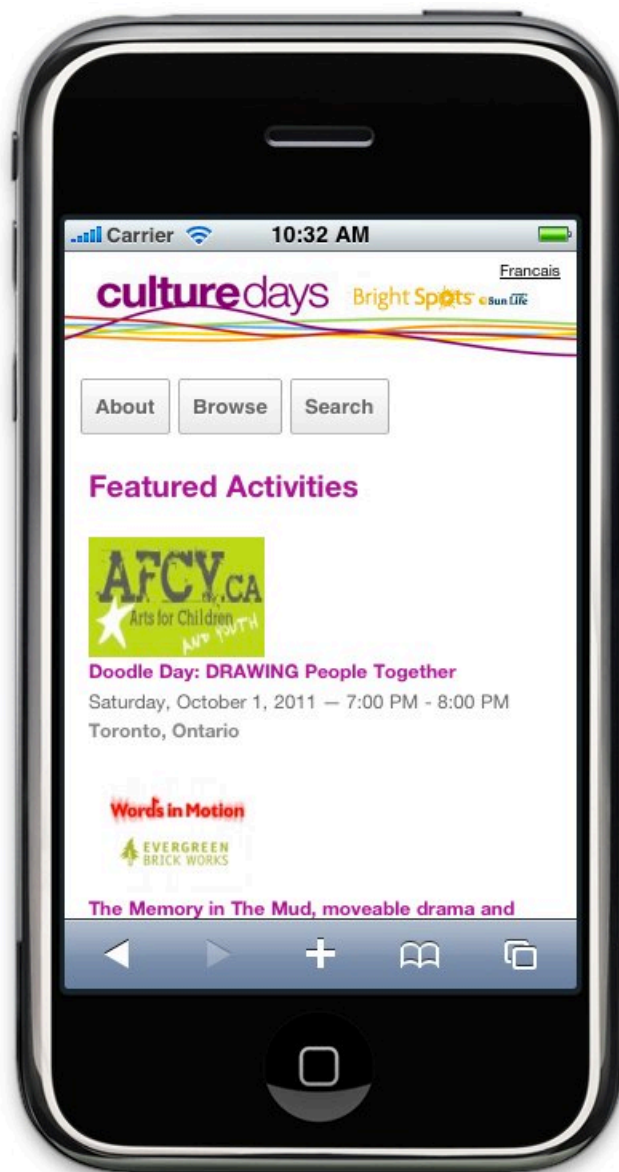 Carrier 10:32 AM
Francais
culturedays Bright Spots Sun Life
About Browse Search
Featured Activities
AFCY.CA
Arts for Children
AND YOUTH
Doodle Day: DRAWING People Together
Saturday, October 1, 2011 — 7:00 PM - 8:00 PM
Toronto, Ontario
Words in Motion
EVERGREEN
BRICK WORKS
The Memory in The Mud, moveable drama and